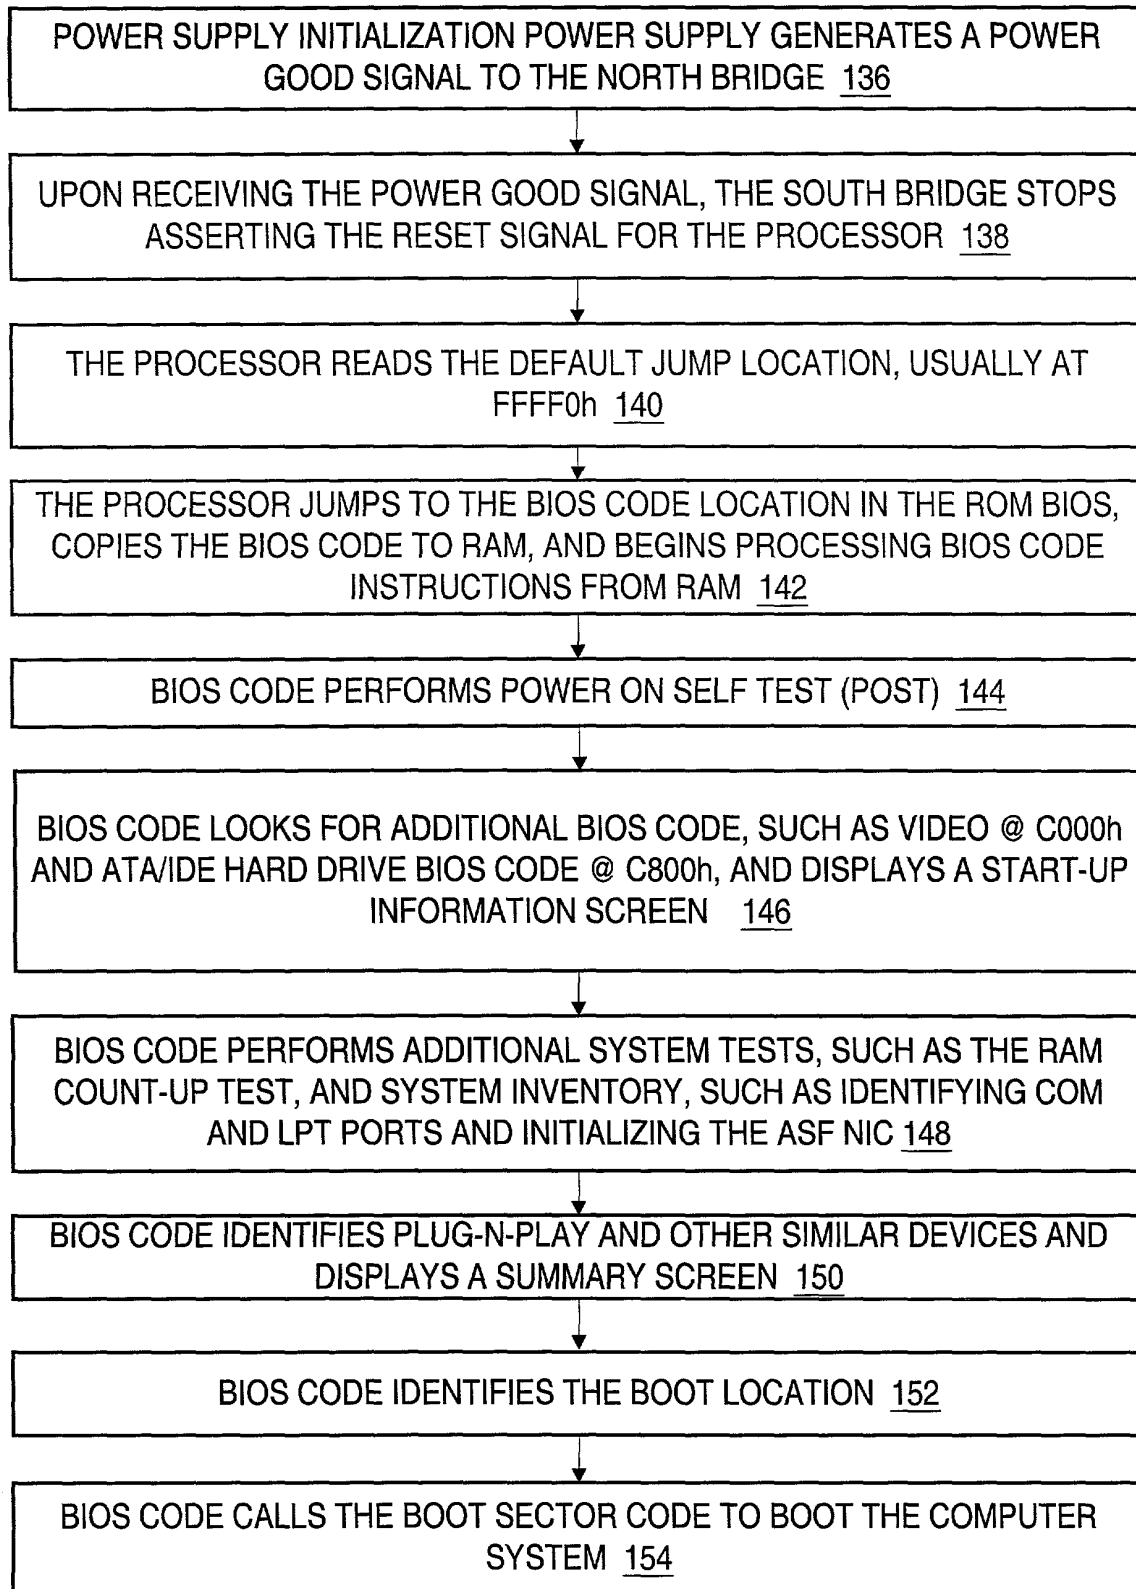 POWER SUPPLY INITIALIZATION POWER SUPPLY GENERATES A POWER
GOOD SIGNAL TO THE NORTH BRIDGE 136
UPON RECEIVING THE POWER GOOD SIGNAL, THE SOUTH BRIDGE STOPS
ASSERTING THE RESET SIGNAL FOR THE PROCESSOR 138
THE PROCESSOR READS THE DEFAULT JUMP LOCATION, USUALLY AT
FFFF0h 140
THE PROCESSOR JUMPS TO THE BIOS CODE LOCATION IN THE ROM BIOS,
COPIES THE BIOS CODE TO RAM, AND BEGINS PROCESSING BIOS CODE
INSTRUCTIONS FROM RAM 142
BIOS CODE PERFORMS POWER ON SELF TEST (POST) 144
BIOS CODE LOOKS FOR ADDITIONAL BIOS CODE, SUCH AS VIDEO @ C000h
AND ATA/IDE HARD DRIVE BIOS CODE @ C800h, AND DISPLAYS A START-UP
INFORMATION SCREEN 146
BIOS CODE PERFORMS ADDITIONAL SYSTEM TESTS, SUCH AS THE RAM
COUNT-UP TEST, AND SYSTEM INVENTORY, SUCH AS IDENTIFYING COM
AND LPT PORTS AND INITIALIZING THE ASF NIC 148
BIOS CODE IDENTIFIES PLUG-N-PLAY AND OTHER SIMILAR DEVICES AND
DISPLAYS A SUMMARY SCREEN 150
BIOS CODE IDENTIFIES THE BOOT LOCATION 152
BIOS CODE CALLS THE BOOT SECTOR CODE TO BOOT THE COMPUTER
SYSTEM 154